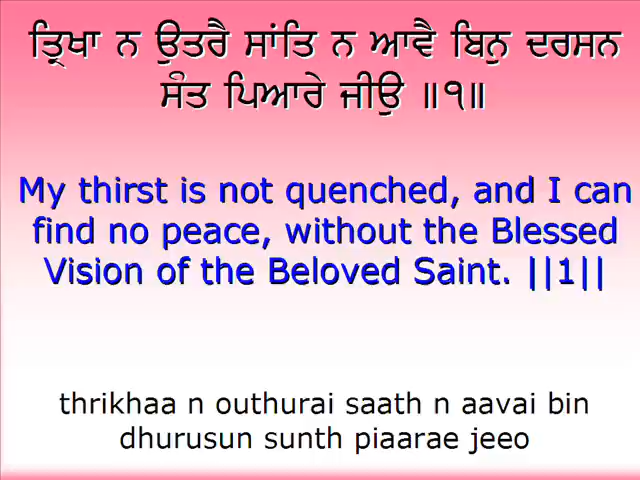 ਤ੍ਰਿਖਾ ਨ ਉਤਰੈ ਸਾਂਤਿ ਨ ਆਵੈ ਬਿਨੁ ਦਰਸਨ
ਸੰਤ ਪਿਆਰੇ ਜੀਉ ॥੧॥
My thirst is not quenched, and I can
find no peace, without the Blessed
Vision of the Beloved Saint. ||1||
thrikhaa n outhurai saath n aavai bin
dhurusun sunth piaarae jeeo